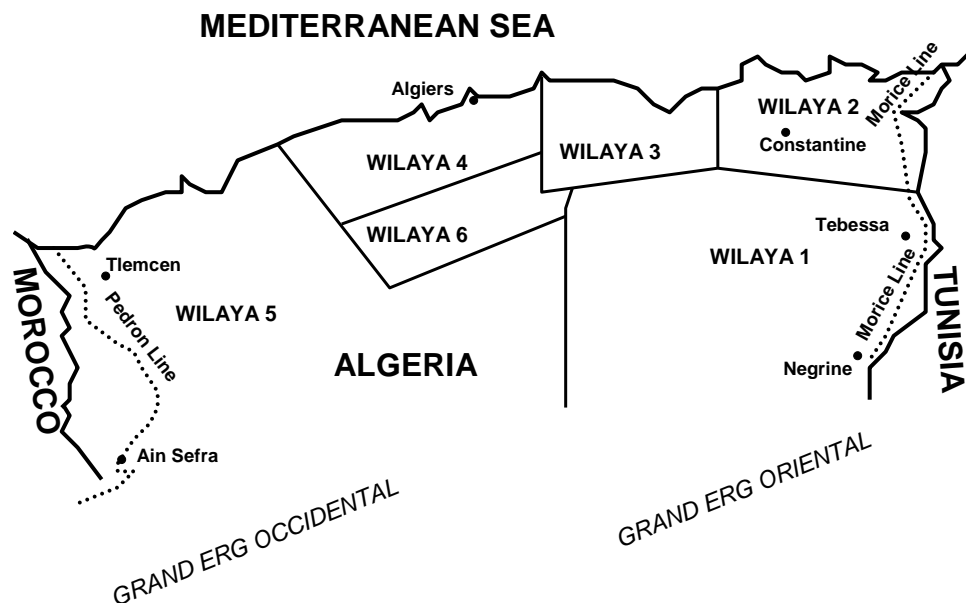 MEDITERRANEAN SEA
Algiers
Morice Line
WILAYA 2
Constantine
WILAYA 4
WILAYA 3
WILAYA 6
Tebessa
WILAYA 1
Tlemcen
MOROCCO
Pedron Line
WILAYA 5
Morice Line
TUNISIA
ALGERIA
Negrine
Ain Sefra
GRAND ERG OCCIDENTAL
GRAND ERG ORIENTAL